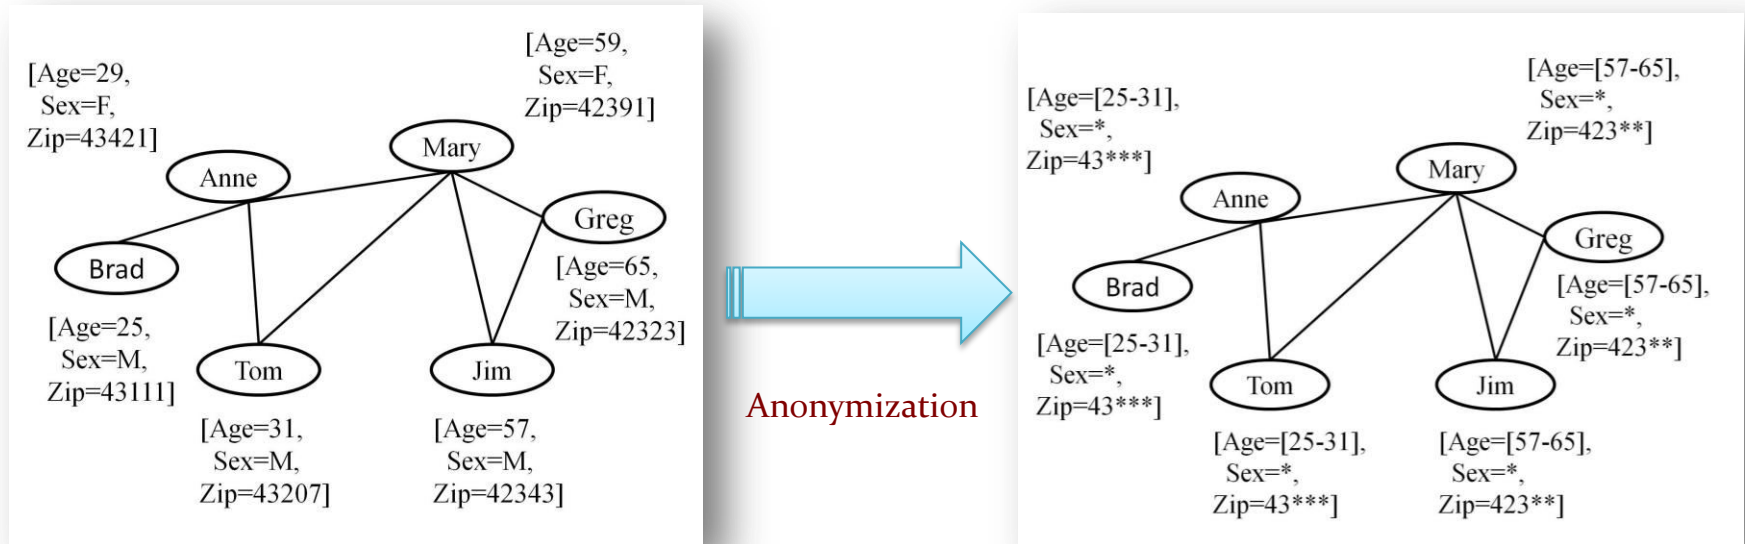 [Age=29,
Sex=F,
Zip=43421]
[Age=59,
Sex=F,
Zip=42391]
Mary
Anne
Greg
[Age=65,
Sex=M,
Zip=42323]
Brad
[Age=25,
Sex=M,
Zip=43111]
Tom
[Age=31,
Sex=M,
Zip=43207]
Jim
[Age=57,
Sex=M,
Zip=42343]
Anonymization
[Age=[25-31],
Sex=*,
Zip=43***]
[Age=[57-65],
Sex=*,
Zip=423**]
Mary
Anne
Greg
[Age=[57-65],
Sex=*,
Zip=423**]
Brad
[Age=[25-31],
Sex=*,
Zip=43***]
Tom
[Age=[25-31],
Sex=*,
Zip=43***]
Jim
[Age=[57-65],
Sex=*,
Zip=423**]